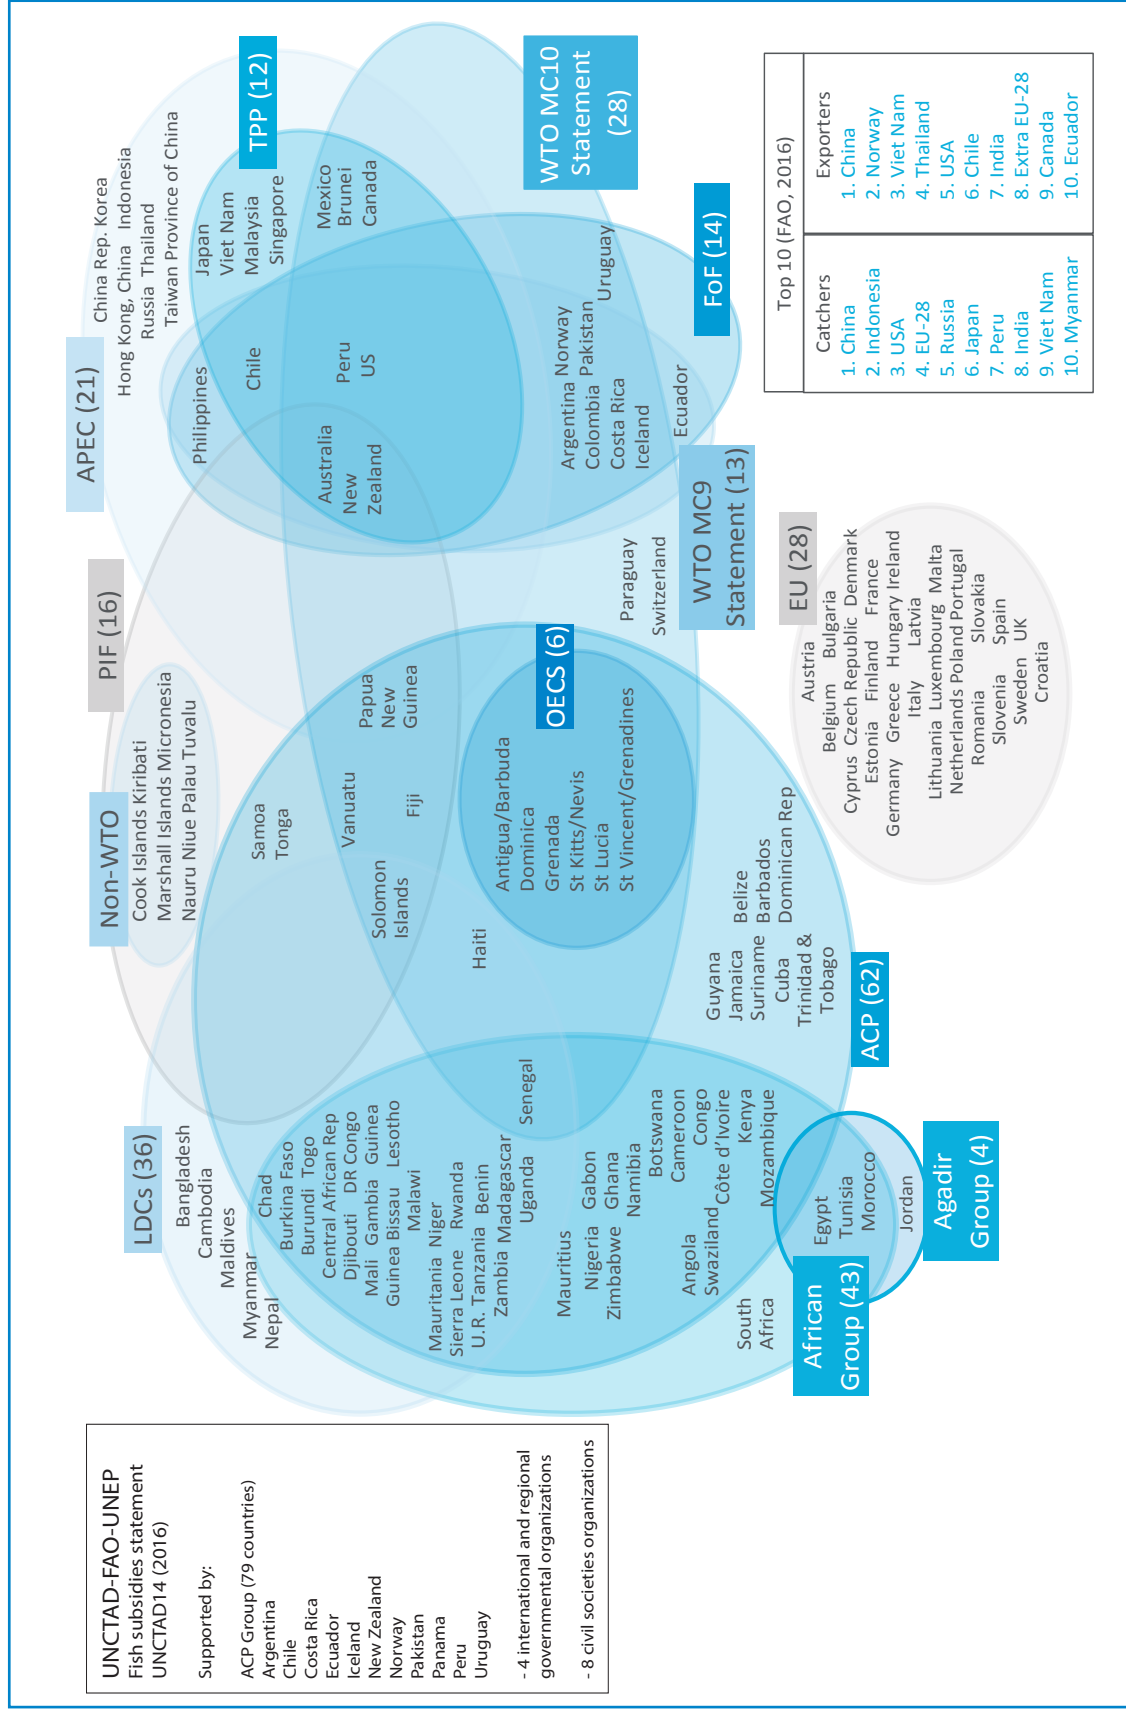 UNCTAD-FAO-UNEP
Fish subsidies statement
UNCTAD14 (2016)
Supported by:
ACP Group (79 countries)
Argentina
Chile
Costa Rica
Ecuador
Iceland
New Zealand
Norway
Pakistan
Panama
Peru
Uruguay
- 4 international and regional
governmental organizations
- 8 civil societies organizations
LDCs (36)
Bangladesh
Cambodia
Maldives
Myanmar
Nepal
Chad
Burkina Faso
Burundi Togo
Central African Rep
Djibouti DR Congo
Mali Gambia Guinea
Guinea Bissau Lesotho
Malawi
Mauritania Niger
Sierra Leone Rwanda
U.R. Tanzania Benin
Zambia Madagascar
Uganda
Senegal
Mauritius
Nigeria Gabon
Zimbabwe Ghana
Namibia
Botswana
Cameroon
Angola Congo
Swaziland Côte d’Ivoire
Kenya
Mozambique
South
Africa
African
Group (43)
Egypt
Tunisia
Morocco
Jordan
Agadir
Group (4)
Non-WTO
Cook Islands Kiribati
Marshall Islands Micronesia
Nauru Niue Palau Tuvalu
PIF (16)
Samoa
Tonga
Vanuatu
Solomon
Islands
Fiji
Papua
New
Guinea
Haiti
OECS (6)
Antigua/Barbuda
Dominica
Grenada
St Kitts/Nevis
St Lucia
St Vincent/Grenadines
Guyana
Jamaica Belize
Suriname Barbados
Cuba Dominican Rep
Trinidad &
Tobago
ACP (62)
APEC (21)
China Rep. Korea
Hong Kong, China Indonesia
Russia Thailand
Taiwan Province of China
Philippines
TPP (12)
Japan
Viet Nam
Malaysia
Singapore
Chile
Mexico
Brunei
Canada
Peru
US
Australia
New
Zealand
WTO MC10
Statement
(28)
Argentina Norway
Colombia Pakistan
Costa Rica Uruguay
Iceland
Ecuador
FoF (14)
Paraguay
Switzerland
WTO MC9
Statement (13)
EU (28)
Austria
Belgium Bulgaria
Cyprus Czech Republic Denmark
Estonia Finland France
Germany Greece Hungary Ireland
Italy Latvia
Lithuania Luxembourg Malta
Netherlands Poland Portugal
Romania Slovakia
Slovenia Spain
Sweden UK
Croatia
Top 10 (FAO, 2016)
Catchers
1. China
2. Indonesia
3. USA
4. EU-28
5. Russia
6. Japan
7. Peru
8. India
9. Viet Nam
10. Myanmar
Exporters
1. China
2. Norway
3. Viet Nam
4. Thailand
5. USA
6. Chile
7. India
8. Extra EU-28
9. Canada
10. Ecuador